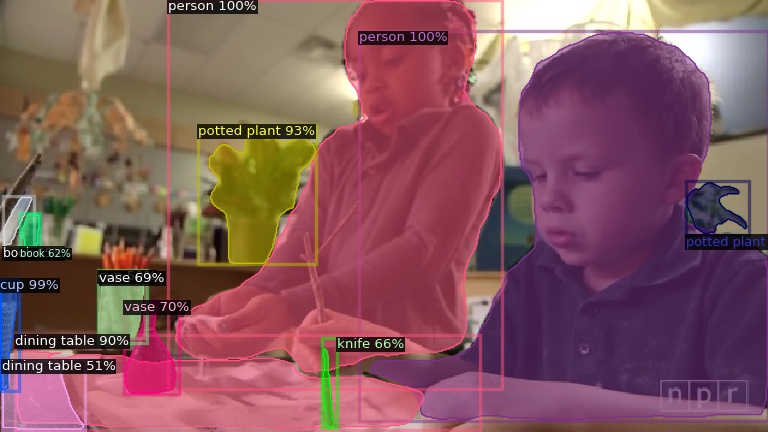 person 100%
person 100%
potted plant 93%
potted plant
bo
book 62%
vase 69%
cup 99%
vase 70%
dining table 90%
knife 66%
dining table 51%
npr